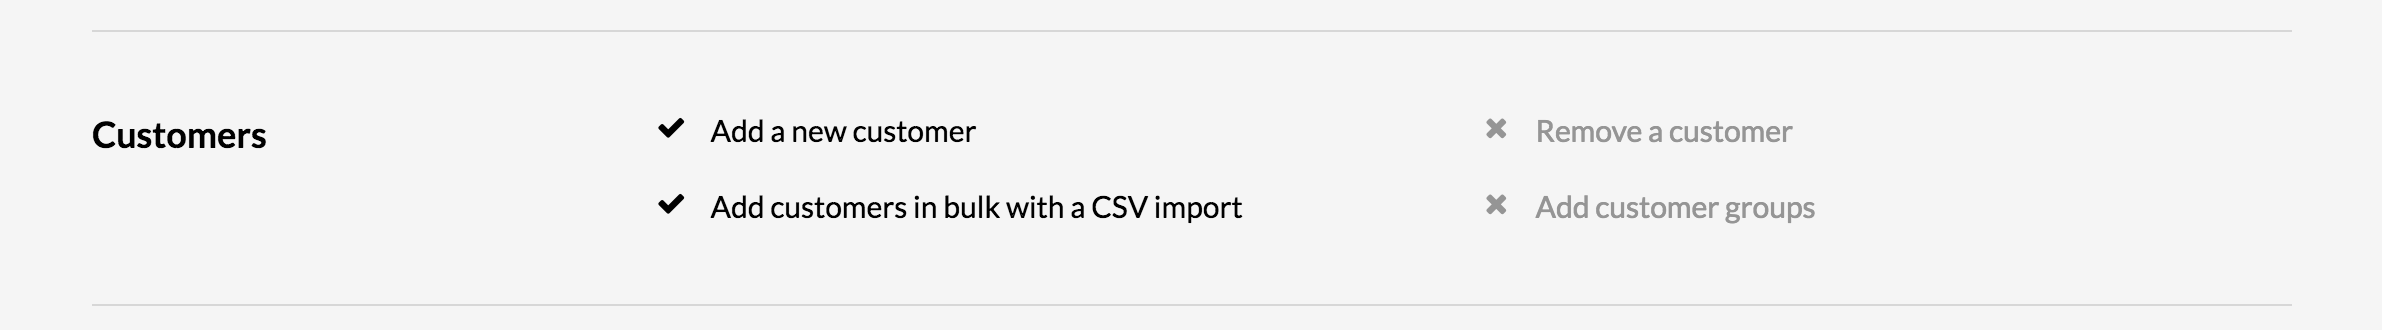 Customers
Add a new customer
Add customers in bulk with a CSV import
Remove a customer
Add customer groups